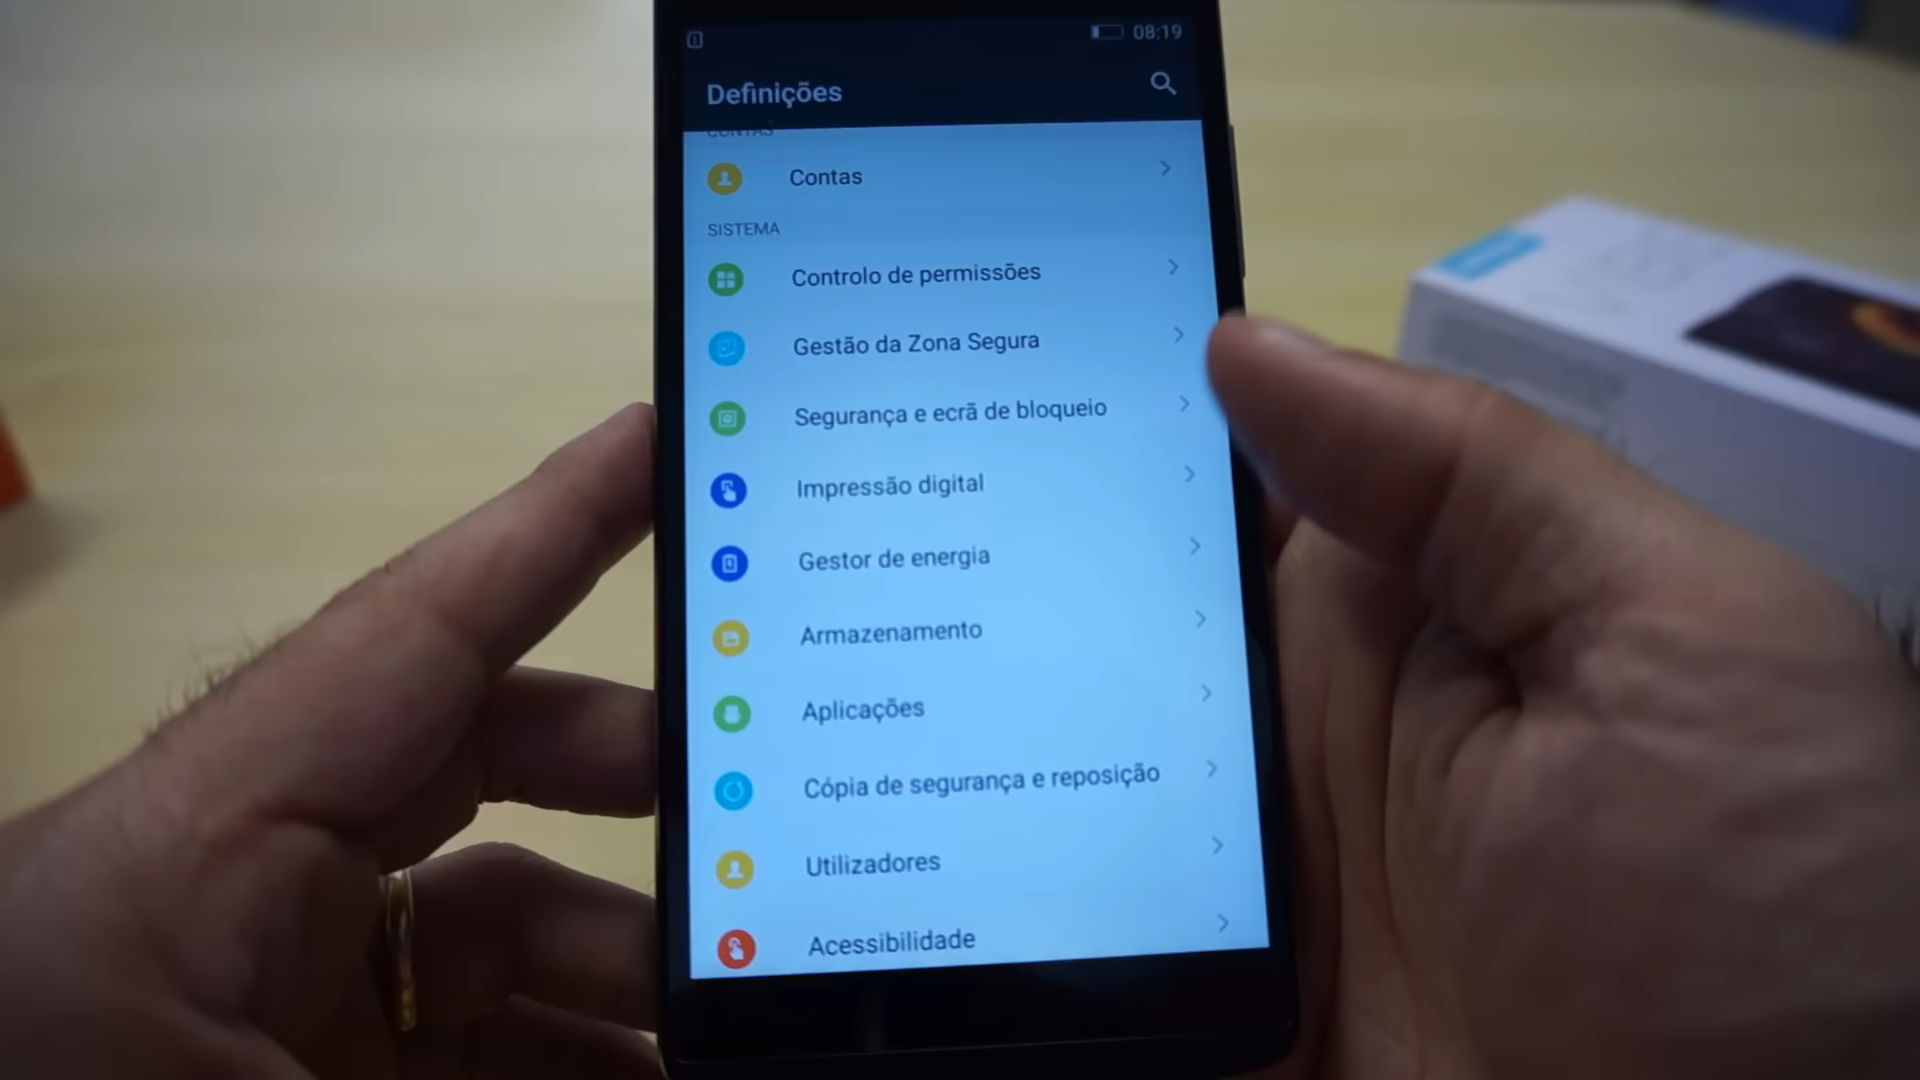 08:19
Definições
CONTAS
Contas
SISTEMA
Controlo de permissões
Gestão da Zona Segura
Segurança e ecrã de bloqueio
Impressão digital
Gestor de energia
Armazenamento
Aplicações
Cópia de segurança e reposição
Utilizadores
Acessibilidade